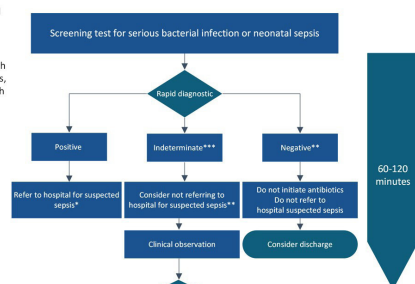 Screening test for serious bacterial infection or neonatal sepsis
Rapid diagnostic
Positive
Indeterminate***
Negative**
Refer to hospital for suspected
sepsis*
Consider not referring to
hospital for suspected sepsis**
Do not initiate antibiotics
Do not refer to
hospital suspected sepsis
Clinical observation
Consider discharge
60-120
minutes